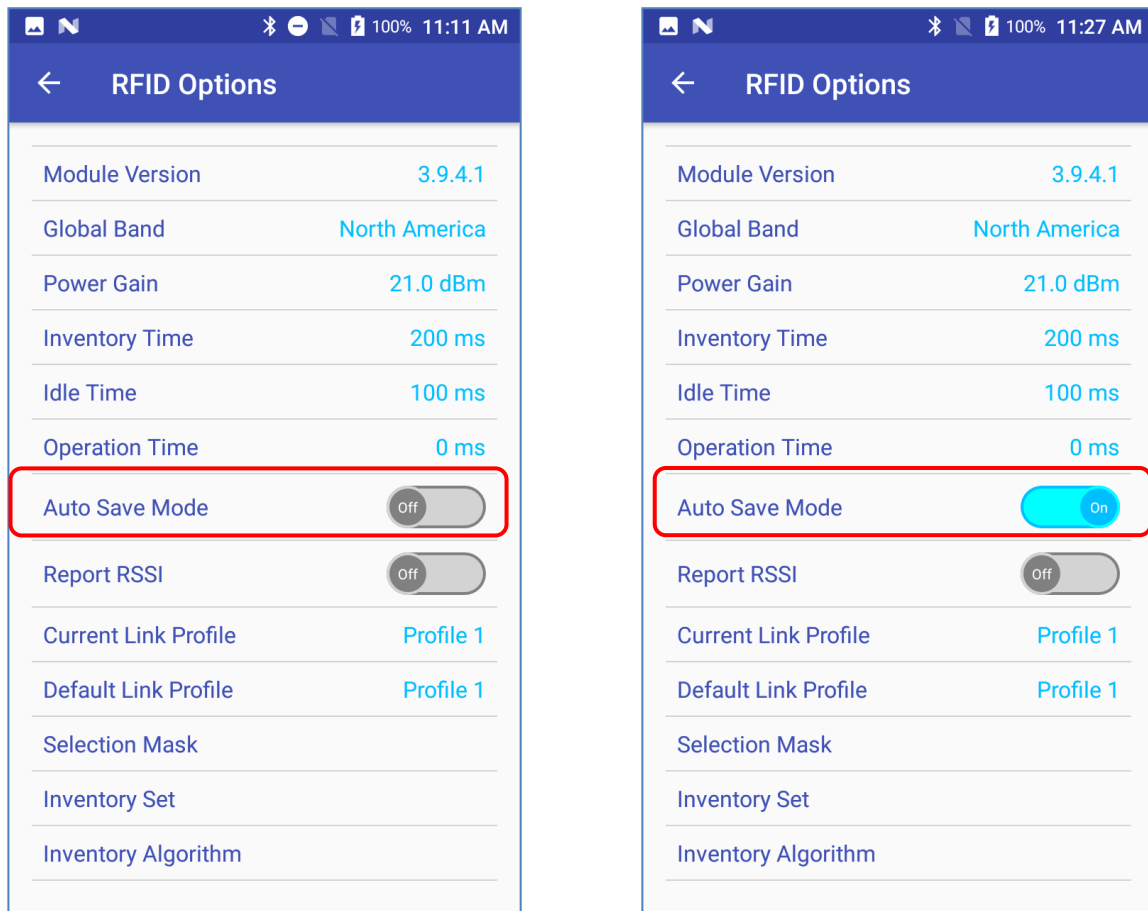 100% 11:11 AM
RFID Options
Module Version 3.9.4.1
Global Band North America
Power Gain 21.0 dBm
Inventory Time 200 ms
Idle Time 100 ms
Operation Time 0 ms
Auto Save Mode Off
Report RSSI Off
Current Link Profile Profile 1
Default Link Profile Profile 1
Selection Mask
Inventory Set
Inventory Algorithm
100% 11:27 AM
RFID Options
Module Version 3.9.4.1
Global Band North America
Power Gain 21.0 dBm
Inventory Time 200 ms
Idle Time 100 ms
Operation Time 0 ms
Auto Save Mode On
Report RSSI Off
Current Link Profile Profile 1
Default Link Profile Profile 1
Selection Mask
Inventory Set
Inventory Algorithm